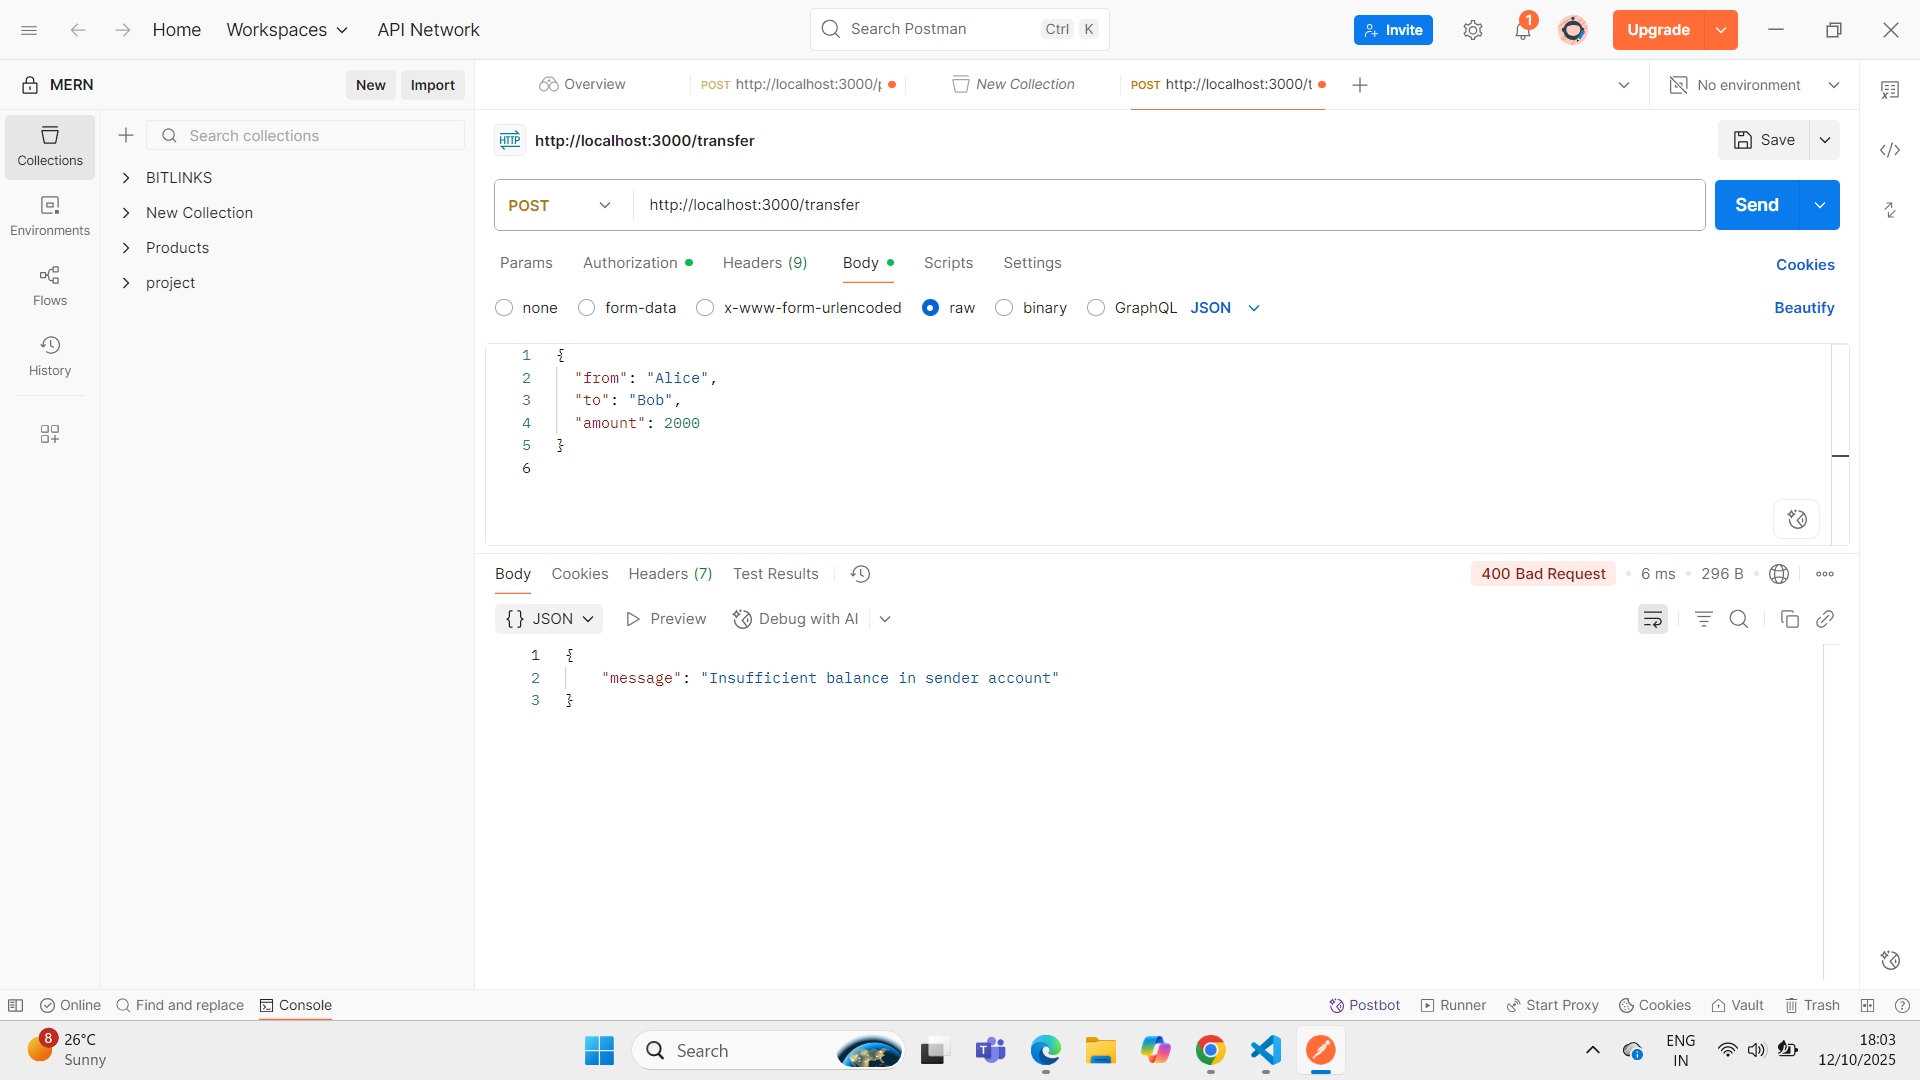 Home
Workspaces
API Network
Search Postman
Ctrl K
Invite
1
Upgrade
MERN
New
Import
Overview
POST http://localhost:3000/
New Collection
POST http://localhost:3000/t
No environment
Collections
Environments
Flows
History
Search collections
BITLINKS
New Collection
Products
project
HTTP
http://localhost:3000/transfer
Save
POST
http://localhost:3000/transfer
Send
Params
Authorization
Headers (9)
Body
Scripts
Settings
Cookies
none
form-data
x-www-form-urlencoded
raw
binary
GraphQL
JSON
Beautify
1 {
2 "from": "Alice",
3 "to": "Bob",
4 "amount": 2000
5 }
6
Body
Cookies
Headers (7)
Test Results
400 Bad Request
6 ms
296 B
{} JSON
Preview
Debug with AI
1 {
2 "message": "Insufficient balance in sender account"
3 }
Online
Find and replace
Console
Postbot
Runner
Start Proxy
Cookies
Vault
Trash
8
26°C
Sunny
Search
ENG
IN
18:03
12/10/2025